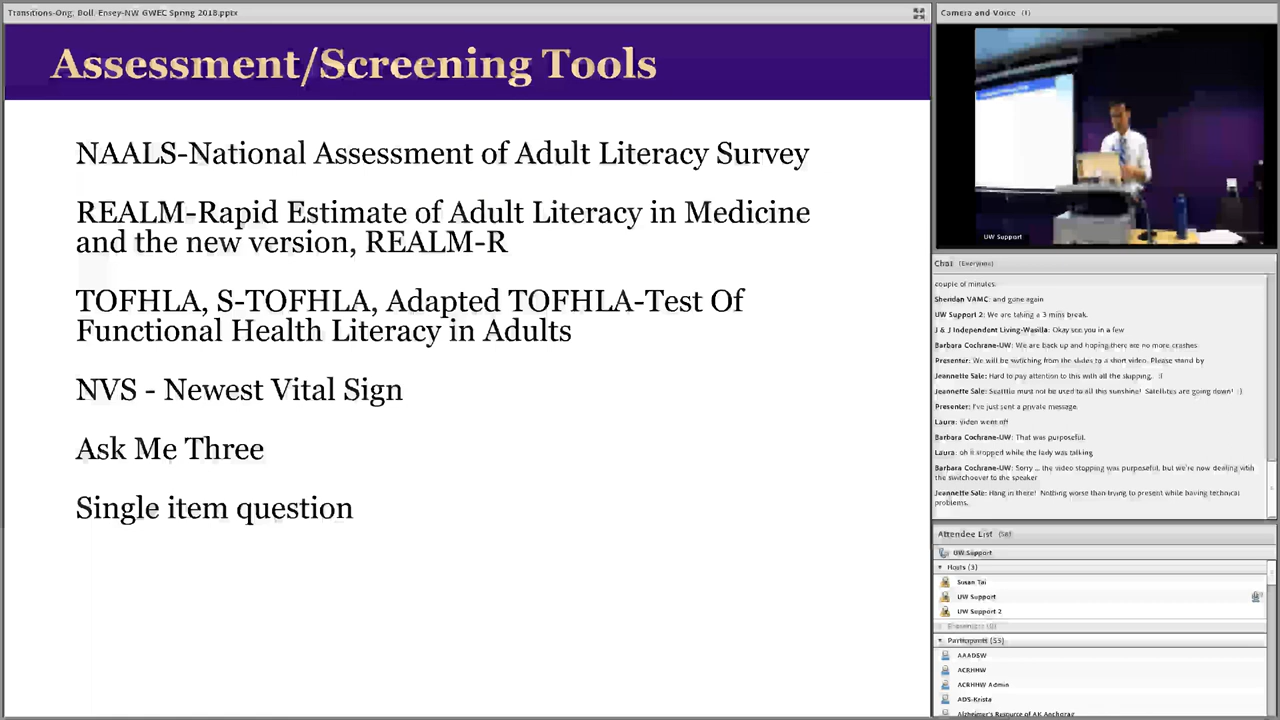 Transitions-Ong, Boll, Ensey-NW GWEC Spring 2018.pptx
Assessment/Screening Tools
NAALS-National Assessment of Adult Literacy Survey
REALM-Rapid Estimate of Adult Literacy in Medicine
and the new version, REALM-R
TOFHLA, S-TOFHLA, Adapted TOFHLA-Test Of
Functional Health Literacy in Adults
NVS - Newest Vital Sign
Ask Me Three
Single item question
Camera and Voice (1)
UW Support
Chat (Everyone)
couple of minutes.
Sheridan VAMC: and gone again
UW Support 2: We are taking a 3 mins break.
J & J Independent Living-Wasilla: Okay see you in a few
Barbara Cochrane-UW: We are back up and hoping there are no more crashes
Presenter: We will be switching from the slides to a short video. Please stand by
Jeannette Sale: Hard to pay attention to this with all the skipping. :)
Jeannette Sale: Seattle must not be used to all this sunshine! Satellites are going down! :)
Presenter: I've just sent a private message.
Laura: video went off
Barbara Cochrane-UW: That was purposeful.
Laura: oh it stopped while the lady was talking
Barbara Cochrane-UW: Sorry ... the video stopping was purposeful, but we're now dealing with
the switchover to the speaker
Jeannette Sale: Hang in there! Nothing worse than trying to present while having technical
problems.
Attendee List
UW Support
Hosts (3)
Susan Tai
UW Support
UW Support 2
Presenters (0)
Participants (53)
AAADSW
ACRHHW
ACRHHW Admin
ADS-Krista
Alzheimer's Resource of AK Anchorag